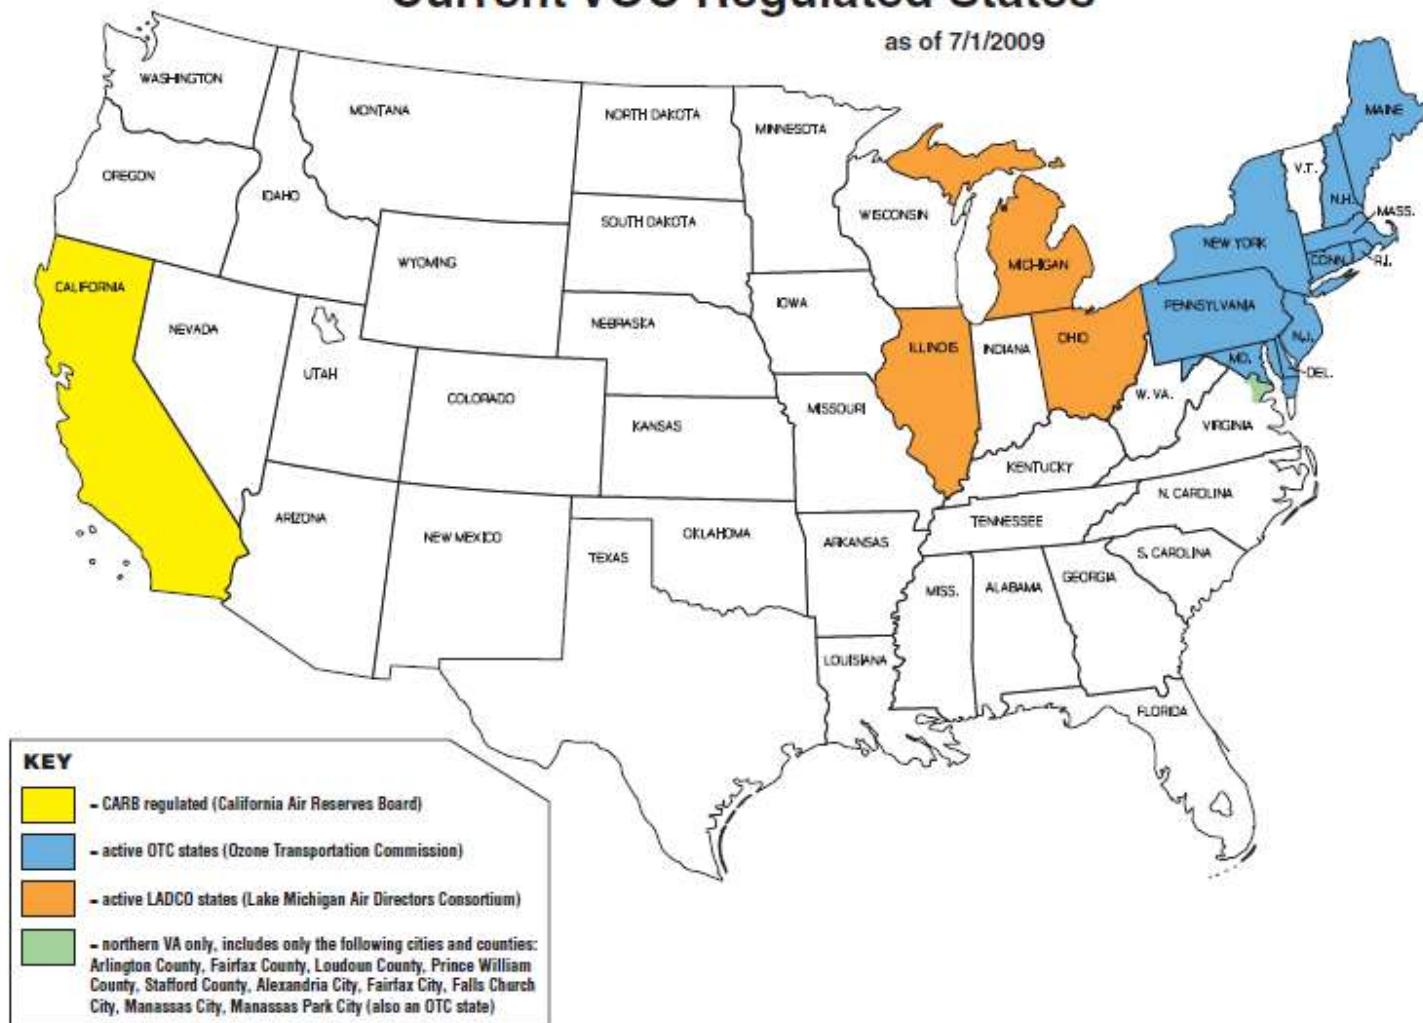 Current VOC Regulated States
as of 7/1/2009
WASHINGTON
MONTANA
NORTH DAKOTA
MINNESOTA
MAINE
OREGON
IDAHO
V.T.
N.H.
MASS.
SOUTH DAKOTA
WISCONSIN
NEW YORK
WYOMING
MICHIGAN
CONN.
R.I.
CALIFORNIA
IOWA
PENNSYLVANIA
NEVADA
NEBRASKA
ILLINOIS
INDIANA
OHIO
N.J.
MD.
DEL.
UTAH
COLORADO
W. VA.
MISSOURI
KANSAS
VIRGINIA
KENTUCKY
N. CAROLINA
ARIZONA
NEW MEXICO
OKLAHOMA
TENNESSEE
ARKANSAS
S. CAROLINA
TEXAS
MISS.
ALABAMA
GEORGIA
LOUISIANA
FLORIDA
KEY
- CARB regulated (California Air Reserves Board)
- active OTC states (Ozone Transportation Commission)
- active LADCO states (Lake Michigan Air Directors Consortium)
- northern VA only, includes only the following cities and counties:
Arlington County, Fairfax County, Loudoun County, Prince William
County, Stafford County, Alexandria City, Fairfax City, Falls Church
City, Manassas City, Manassas Park City (also an OTC state)